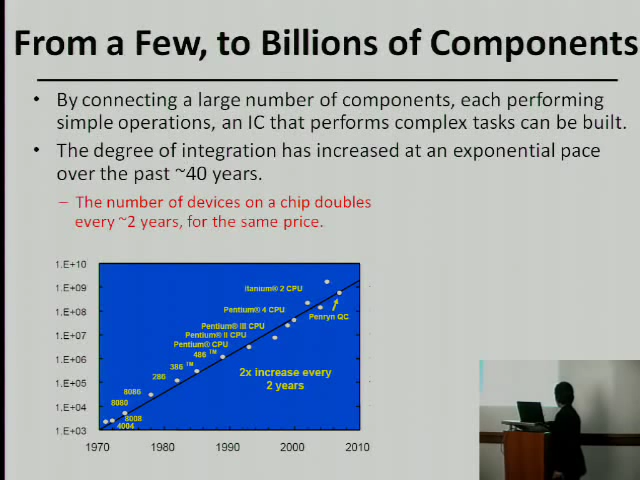 From a Few, to Billions of Components
• By connecting a large number of components, each performing
simple operations, an IC that performs complex tasks can be built.
• The degree of integration has increased at an exponential pace
over the past ~40 years.
– The number of devices on a chip doubles
every ~2 years, for the same price.
1.E+10
1.E+09
1.E+08
1.E+07
1.E+06
1.E+05
1.E+04
1.E+03
Itanium® 2 CPU
Pentium® 4 CPU
Penryn QC
Pentium® III CPU
Pentium® II CPU
Pentium® CPU
486 TM
386 TM
286
8086
8080
8008
4004
2x increase every
2 years
1970
1980
1990
2000
2010